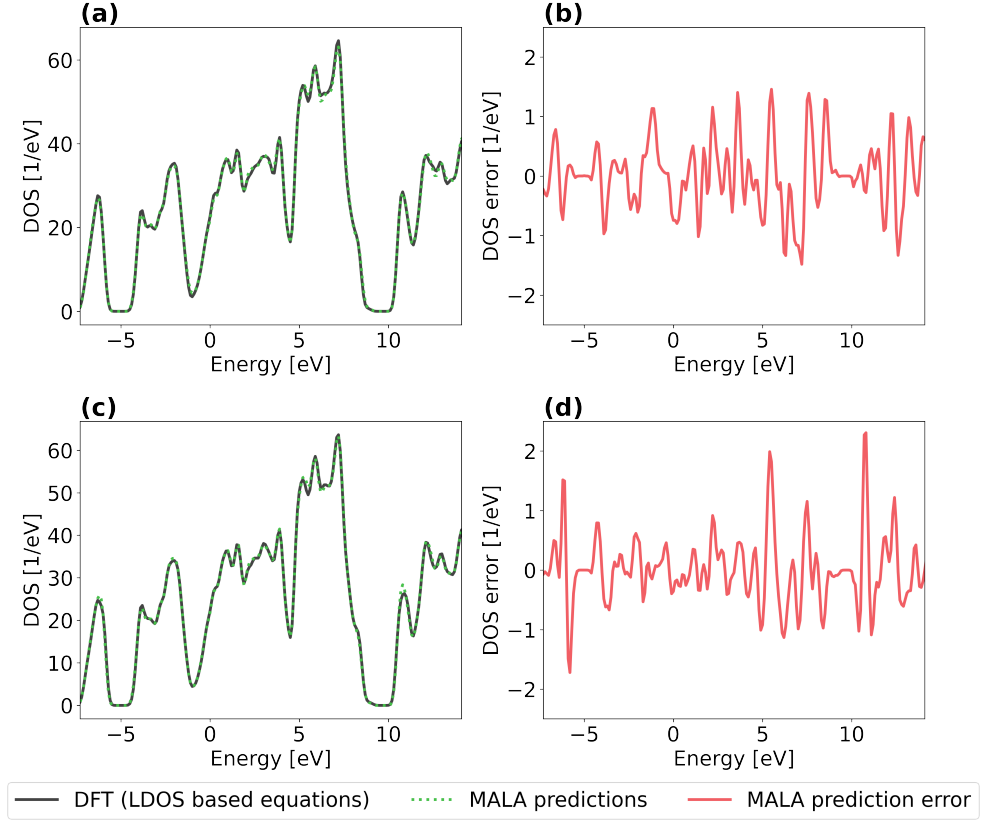 (a)
DOS [1/eV]
60
40
20
0
−5 0 5 10
Energy [eV]
(b)
DOS error [1/eV]
2
1
0
−1
−2
−5 0 5 10
Energy [eV]
(c)
DOS [1/eV]
60
50
40
30
20
10
0
−5 0 5 10
Energy [eV]
(d)
DOS error [1/eV]
2
1
0
−1
−2
−5 0 5 10
Energy [eV]
DFT (LDOS based equations) MALA predictions MALA prediction error